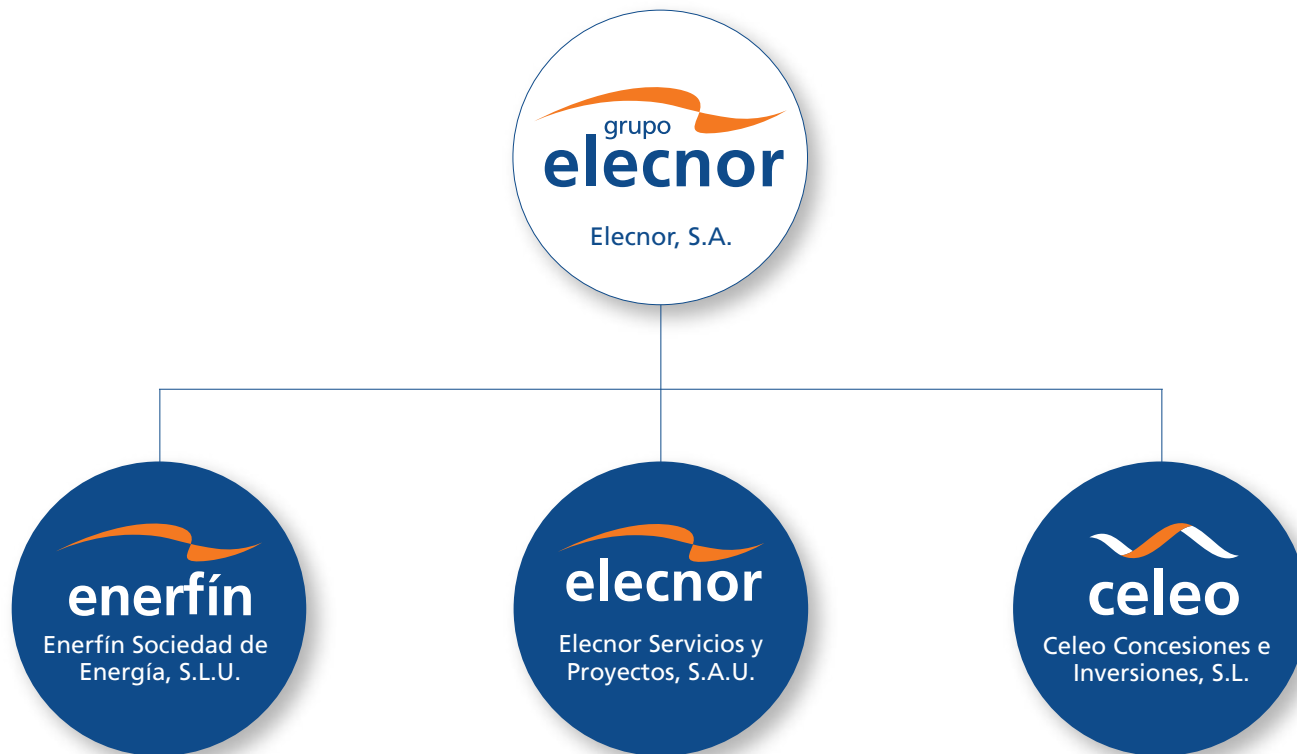 grupo
elecnor
Elecnor, S.A.
enerfín
Enerfín Sociedad de
Energía, S.L.U.
elecnor
Elecnor Servicios y
Proyectos, S.A.U.
celeo
Celeo Concesiones e
Inversiones, S.L.